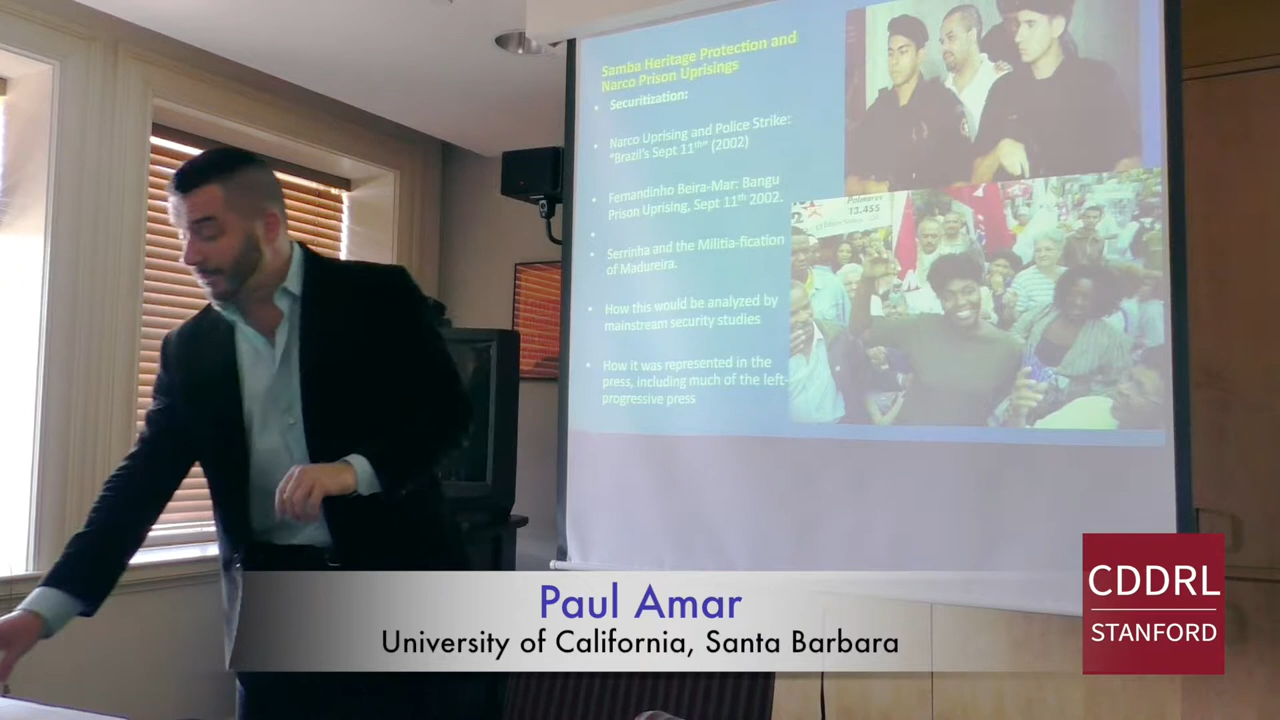 Samba Heritage Protection and
Narco Prison Uprisings
• Securitization:
• Narco Uprising and Police Strike:
"Brazil's Sept 11th" (2002)
• Fernandinho Beira-Mar: Bangu
Prison Uprising, Sept 11th 2002.
•
• Serrinha and the Militia-fication
of Madureira.
• How this would be analyzed by
mainstream security studies
• How it was represented in the
press, including much of the left-
progressive press
13.455
Paul Amar
University of California, Santa Barbara
CDDRL
STANFORD